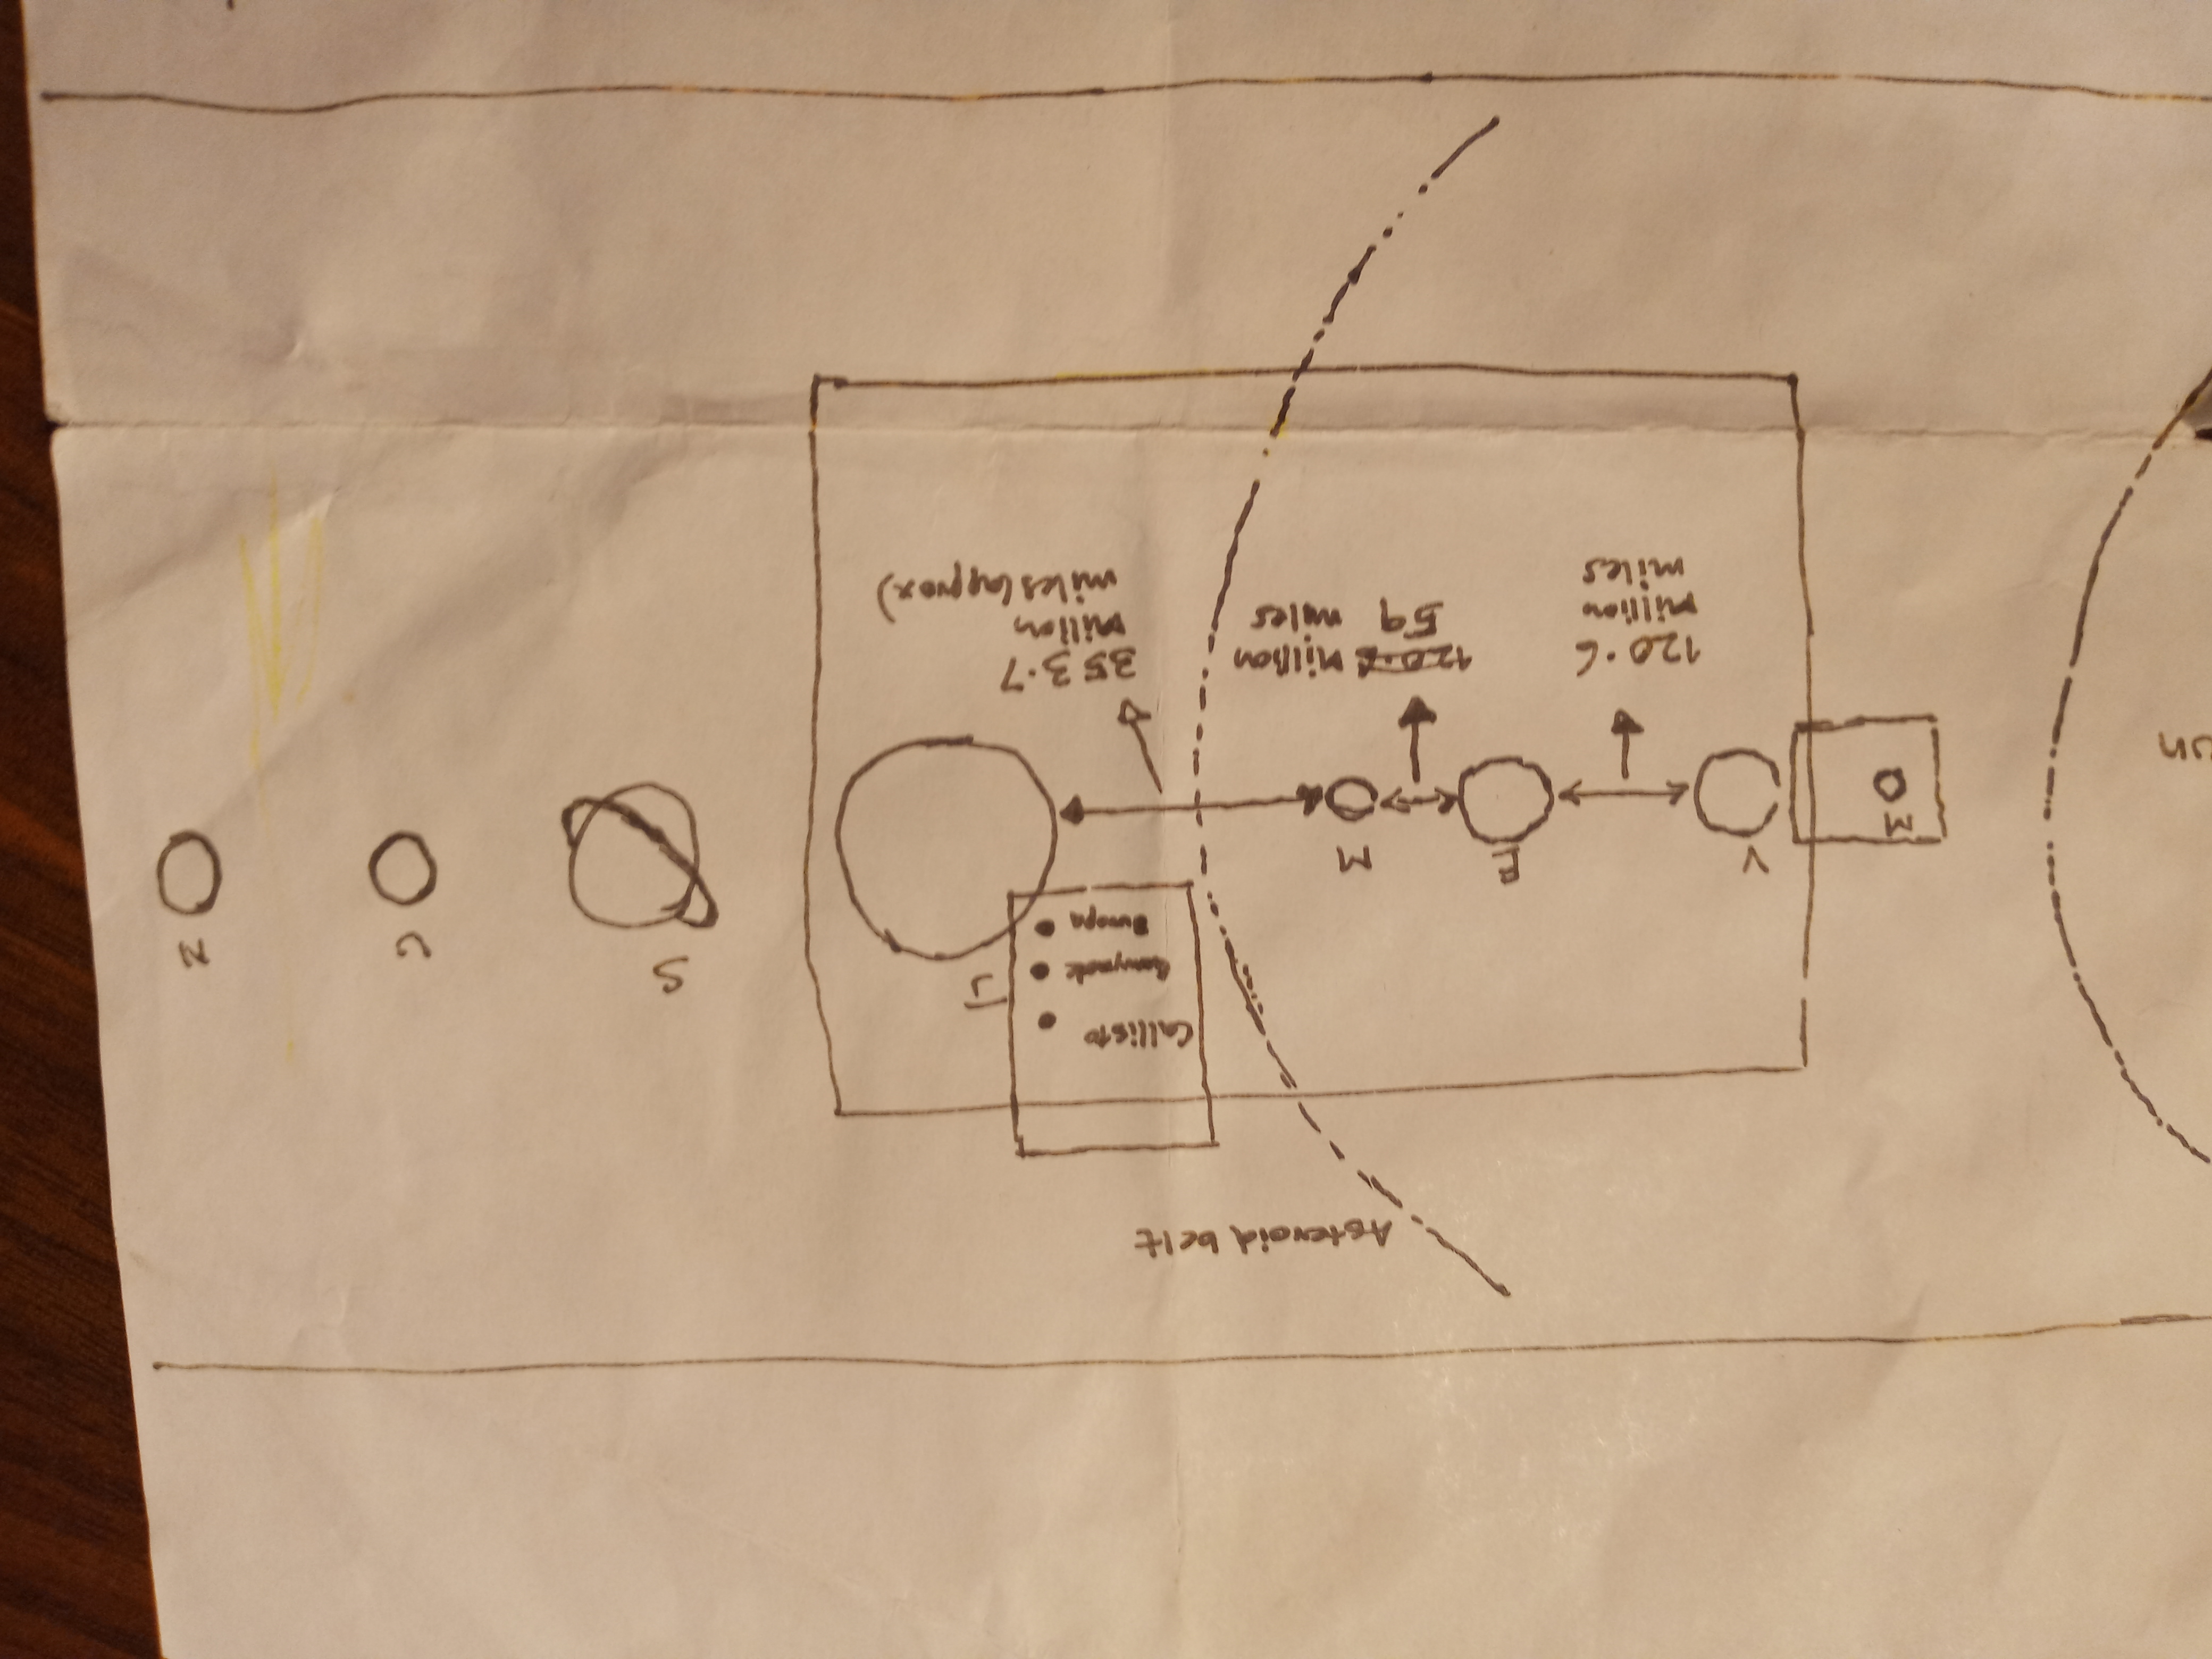 Asteroid belt
Callisto
Ganymede
Europa
J
S
U
N
V
E
M
M
un
120.6
million
miles
120.6 Million
59 miles
353.7
Million
miles (approx)